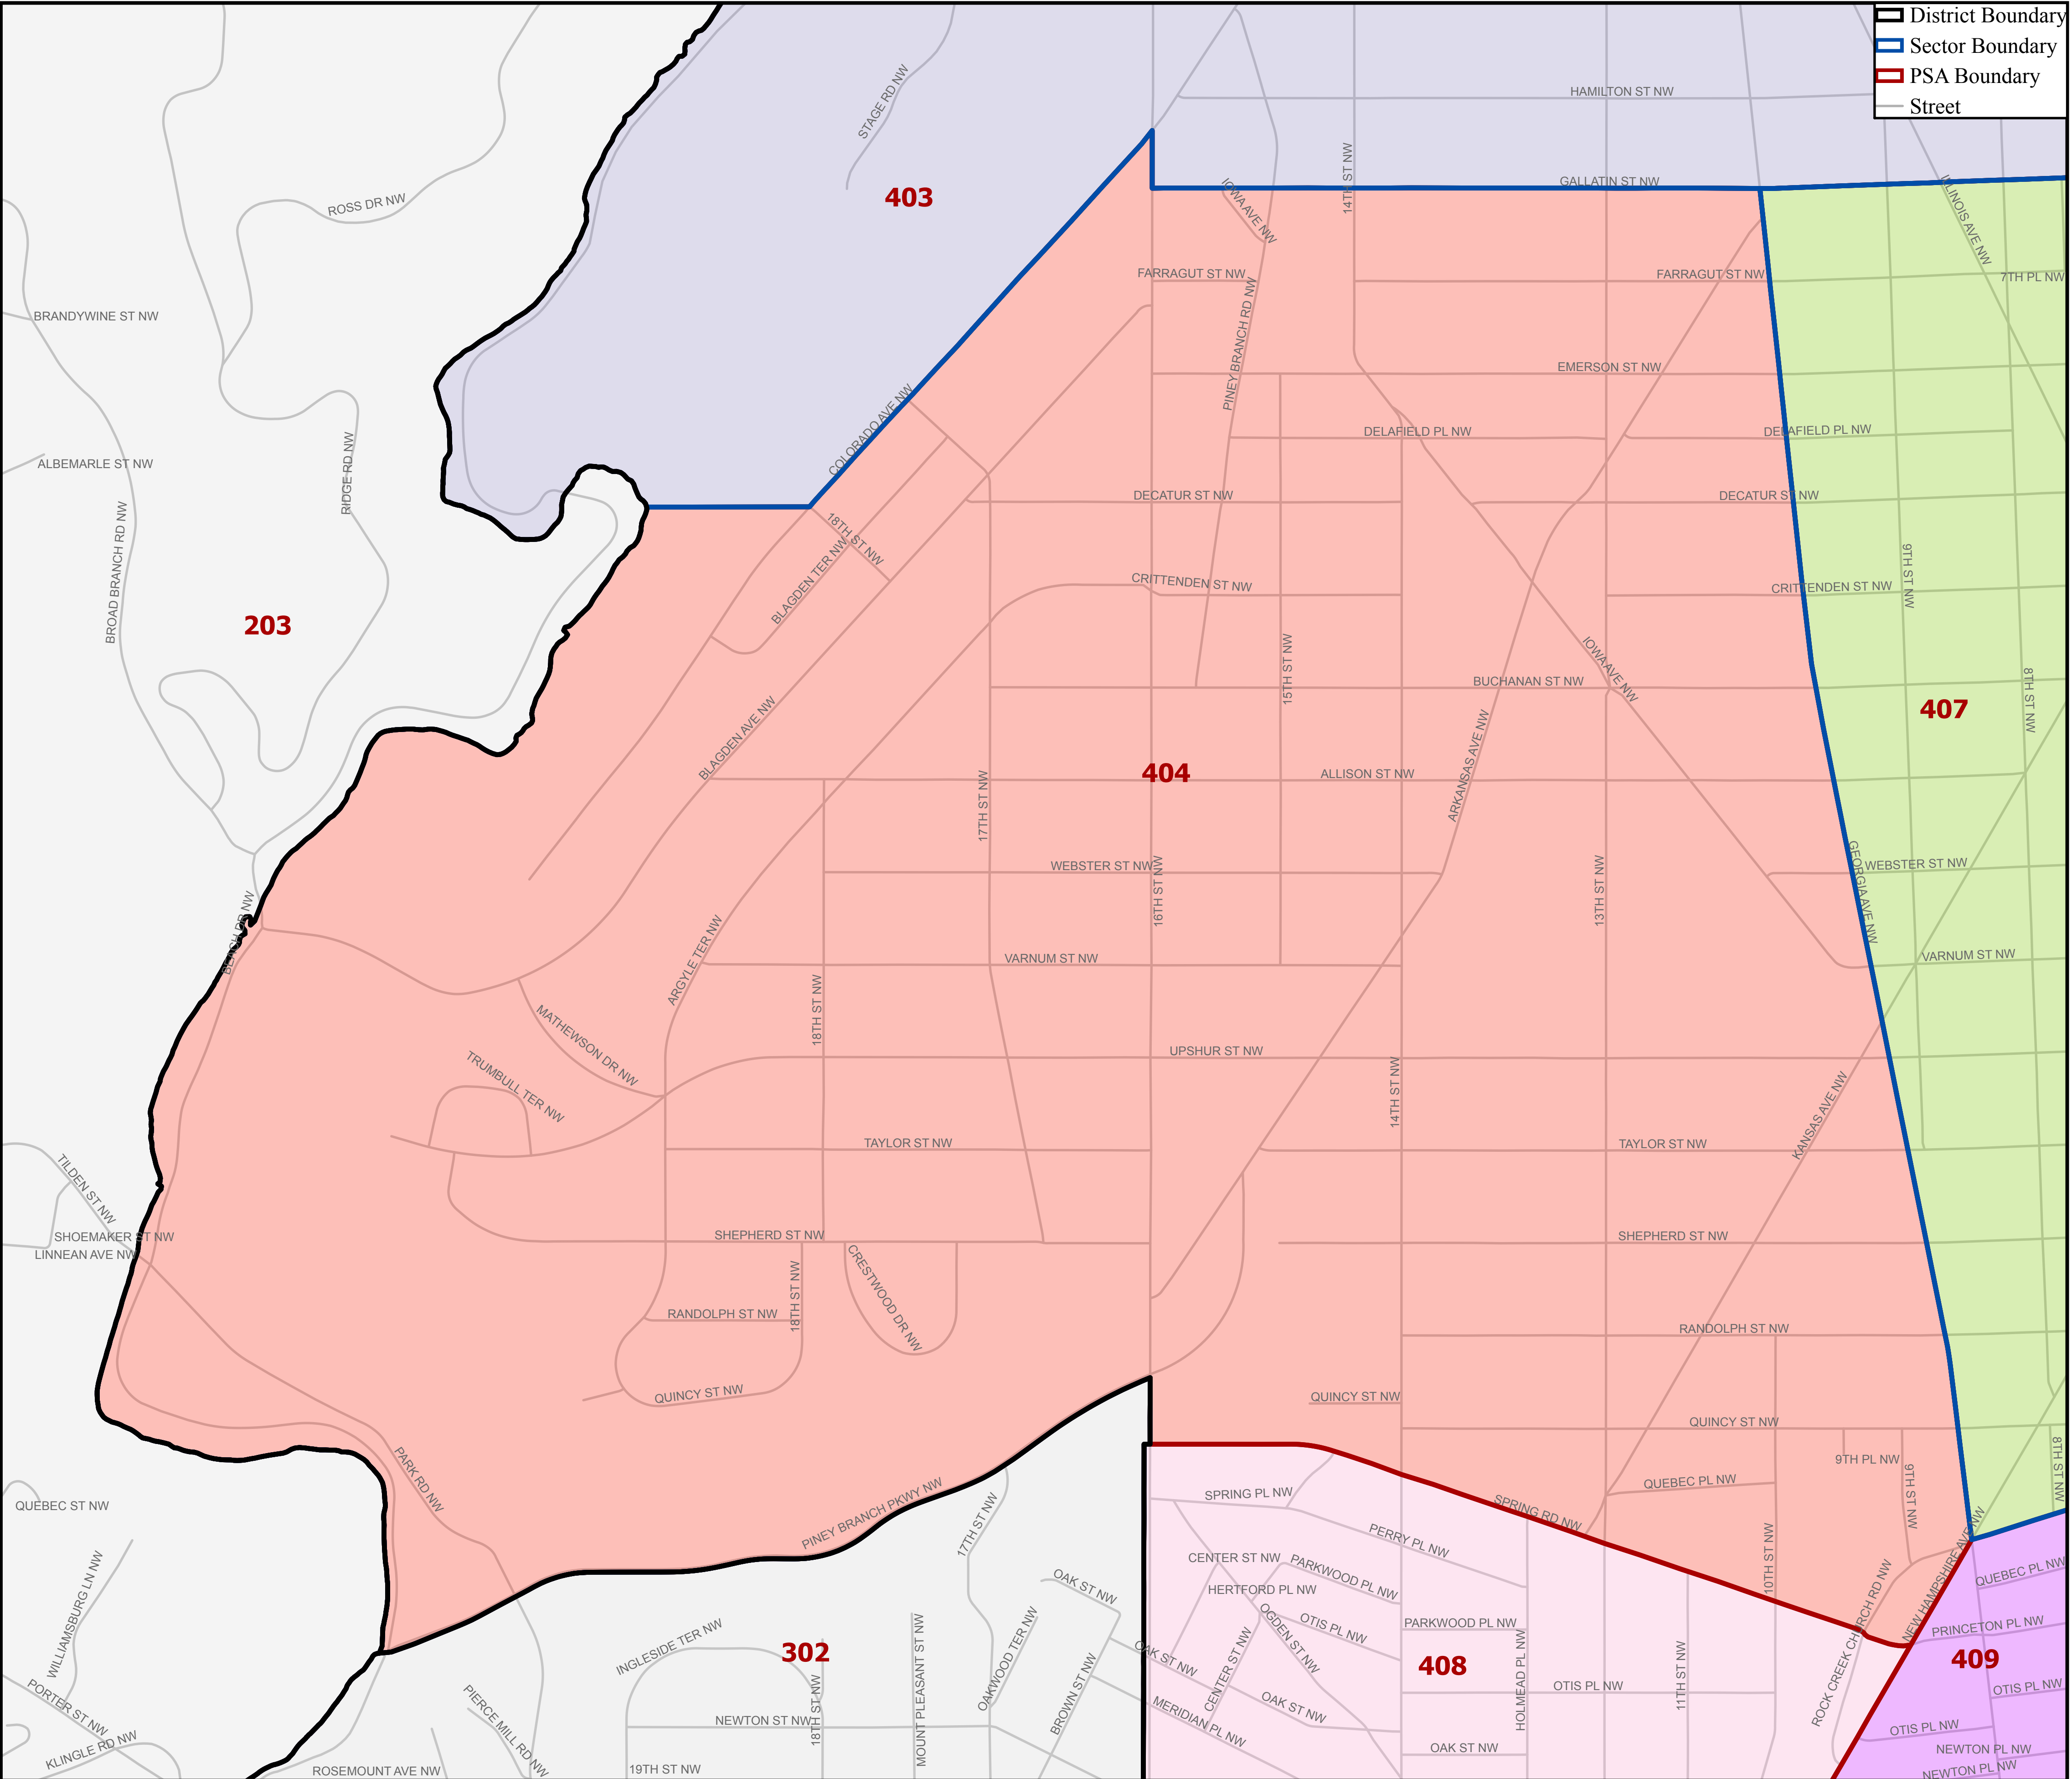 District Boundary
Sector Boundary
PSA Boundary
Street
STAGE RD NW
HAMILTON ST NW
403
ROSS DR NW
IOWA AVE NW
14TH ST NW
GALLATIN ST NW
ILLINOIS AVE NW
FARRAGUT ST NW
FARRAGUT ST NW
7TH PL NW
BRANDYWINE ST NW
PINEY BRANCH RD NW
EMERSON ST NW
COLORADO AVE NW
DELAFIELD PL NW
DELAFIELD PL NW
ALBEMARLE ST NW
RIDGE RD NW
DECATUR ST NW
DECATUR ST NW
18TH ST NW
BLAGDEN TER NW
BROAD BRANCH RD NW
CRITTENDEN ST NW
CRITTENDEN ST NW
9TH ST NW
203
15TH ST NW
IOWA AVE NW
BUCHANAN ST NW
8TH ST NW
407
BLAGDEN AVE NW
404
ALLISON ST NW
ARKANSAS AVE NW
17TH ST NW
WEBSTER ST NW
16TH ST NW
13TH ST NW
GEORGIA AVE NW
WEBSTER ST NW
BEACH DR NW
ARGYLE TER NW
VARNUM ST NW
VARNUM ST NW
18TH ST NW
MATHEWSON DR NW
TRUMBULL TER NW
UPSHUR ST NW
14TH ST NW
KANSAS AVE NW
TAYLOR ST NW
TAYLOR ST NW
TILDEN ST NW
SHOEMAKER ST NW
LINNEAN AVE NW
SHEPHERD ST NW
SHEPHERD ST NW
CRESTWOOD DR NW
18TH ST NW
RANDOLPH ST NW
RANDOLPH ST NW
QUINCY ST NW
QUINCY ST NW
QUINCY ST NW
9TH PL NW
9TH ST NW
8TH ST NW
PARK RD NW
QUEBEC ST NW
QUEBEC PL NW
SPRING PL NW
SPRING RD NW
PINEY BRANCH PKWY NW
17TH ST NW
PERRY PL NW
10TH ST NW
NEW HAMPSHIRE AVE NW
CENTER ST NW
PARKWOOD PL NW
HERTFORD PL NW
QUEBEC PL NW
WILLIAMSBURG LN NW
OAK ST NW
OGDEN ST NW
OTIS PL NW
PARKWOOD PL NW
PRINCETON PL NW
INGLESIDE TER NW
302
MOUNT PLEASANT ST NW
OAKWOOD TER NW
OAK ST NW
CENTER ST NW
408
HOLMEAD PL NW
11TH ST NW
ROCK CREEK CHURCH RD NW
409
OTIS PL NW
OTIS PL NW
PORTER ST NW
PIERCE MILL RD NW
18TH ST NW
BROWN ST NW
MERIDIAN PL NW
OAK ST NW
NEWTON ST NW
OTIS PL NW
KLINGLE RD NW
OAK ST NW
NEWTON PL NW
ROSEMOUNT AVE NW
19TH ST NW
NEWTON PL NW